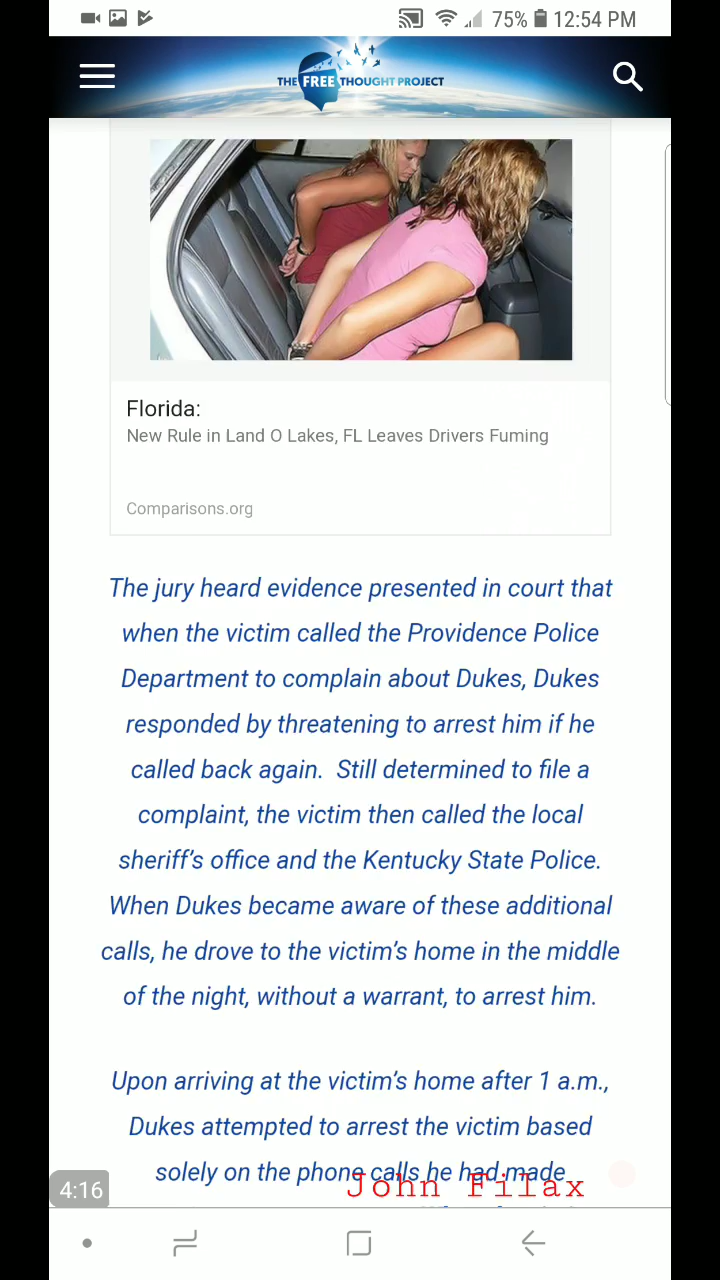 75% 12:54 PM
THE FREE THOUGHT PROJECT
Florida:
New Rule in Land O Lakes, FL Leaves Drivers Fuming
Comparisons.org
The jury heard evidence presented in court that
when the victim called the Providence Police
Department to complain about Dukes, Dukes
responded by threatening to arrest him if he
called back again.  Still determined to file a
complaint, the victim then called the local
sheriff’s office and the Kentucky State Police.
When Dukes became aware of these additional
calls, he drove to the victim’s home in the middle
of the night, without a warrant, to arrest him.
Upon arriving at the victim’s home after 1 a.m.,
Dukes attempted to arrest the victim based
solely on the phone calls he had made
4:16
John Filax